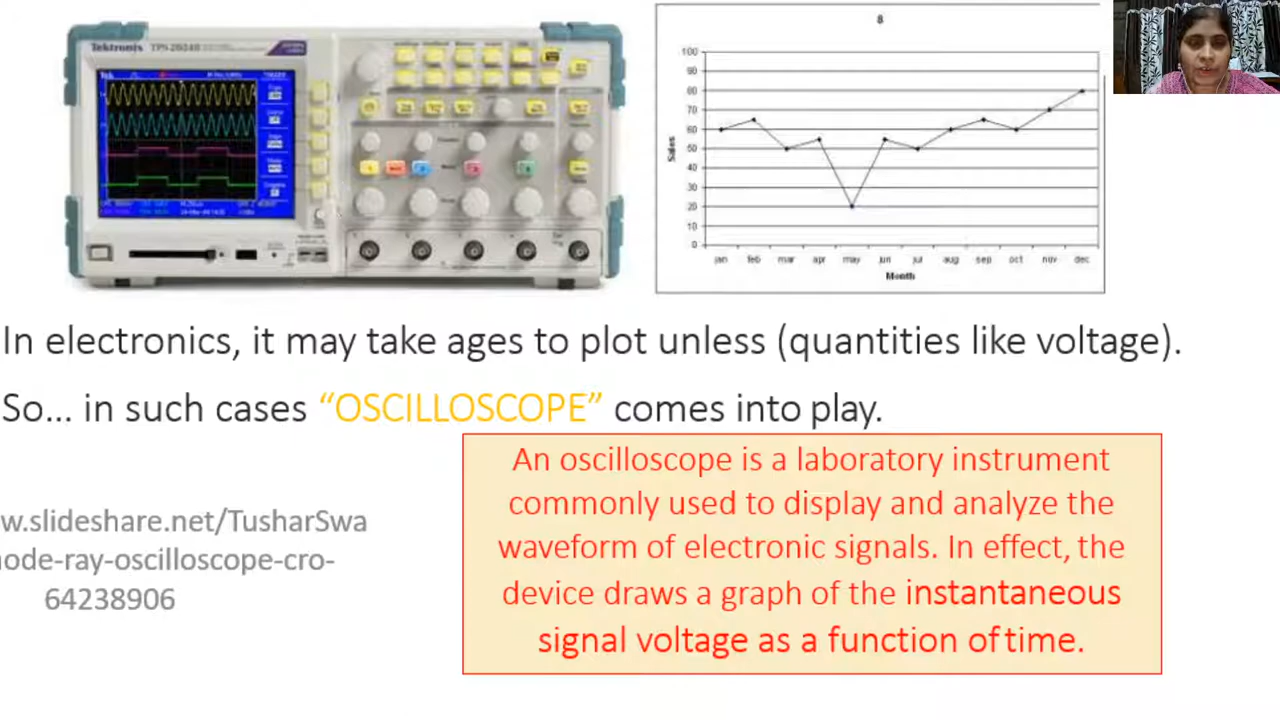 Tektronix
8
100
90
80
70
60
50
40
30
20
10
0
Sales
jan feb mar apr may jun jul aug sep oct nov dec
Month
In electronics, it may take ages to plot unless (quantities like voltage).
So... in such cases “OSCILLOSCOPE” comes into play.
An oscilloscope is a laboratory instrument
commonly used to display and analyze the
waveform of electronic signals. In effect, the
device draws a graph of the instantaneous
signal voltage as a function of time.
w.slideshare.net/TusharSwa
ode-ray-oscilloscope-cro-
64238906